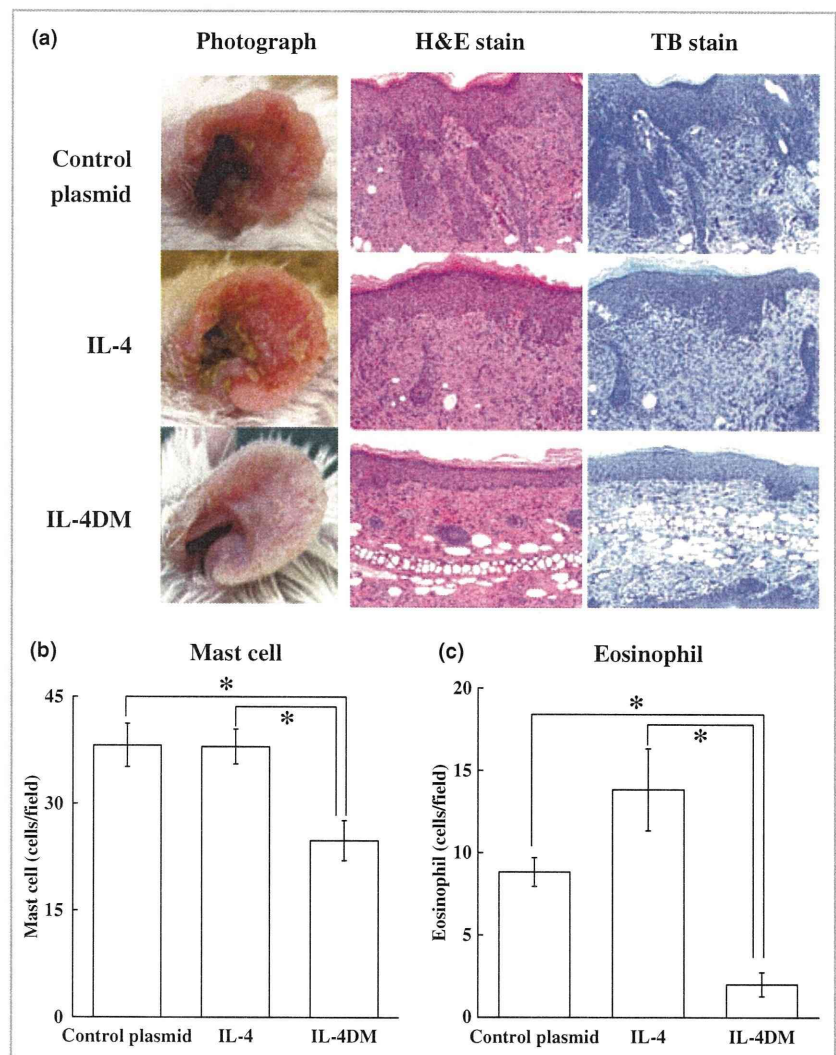 (a)
Photograph H&E stain TB stain
Control
plasmid
IL-4
IL-4DM
(b) Mast cell
Mast cell (cells/field)
45
30
15
0
*
*
Control plasmid IL-4 IL-4DM
(c) Eosinophil
Eosinophil (cells/field)
20
15
10
5
0
*
*
Control plasmid IL-4 IL-4DM